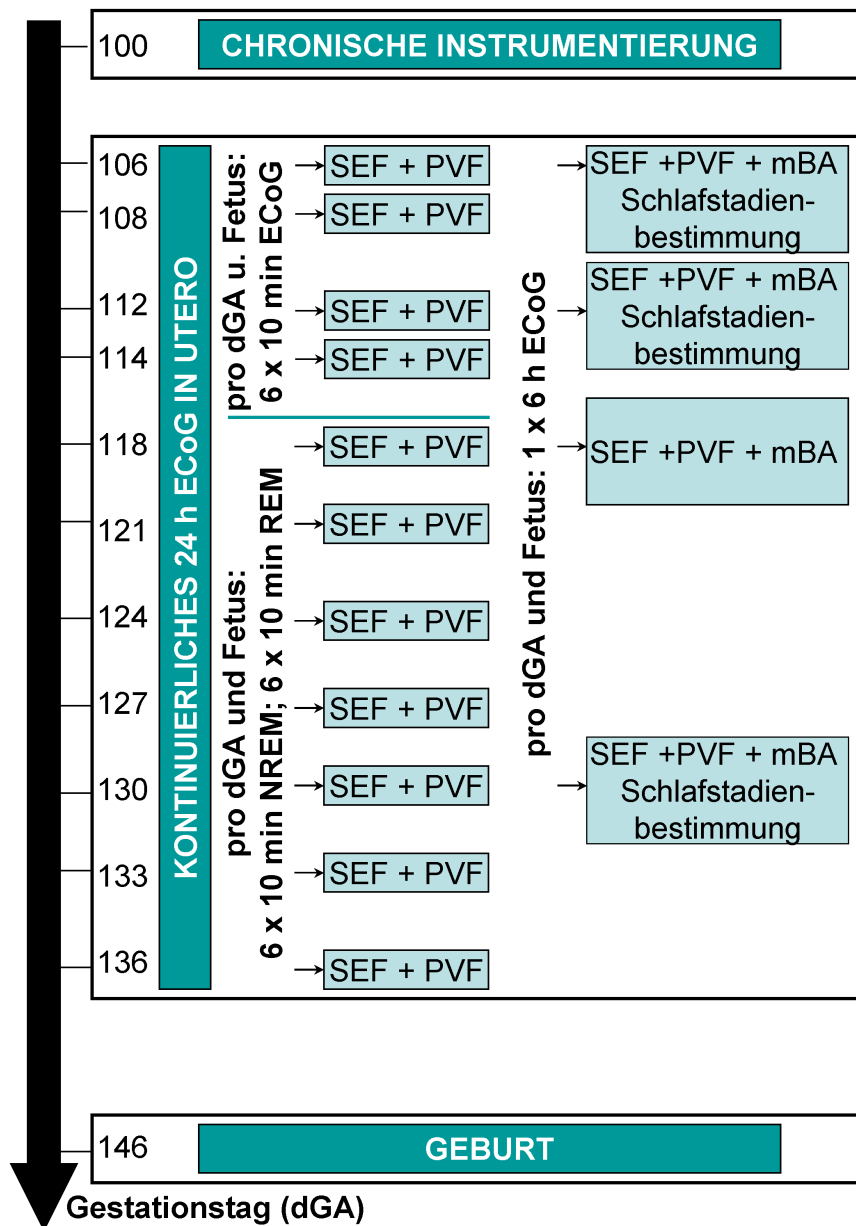 100
CHRONISCHE INSTRUMENTIERUNG
KONTINUIERLICHES 24 h ECoG IN UTERO
pro dGA u. Fetus:
6 x 10 min ECoG
pro dGA und Fetus:
6 x 10 min NREM; 6 x 10 min REM
pro dGA und Fetus: 1 x 6 h ECoG
106
SEF + PVF
SEF +PVF + mBA
Schlafstadien-
bestimmung
108
SEF + PVF
112
SEF + PVF
SEF +PVF + mBA
Schlafstadien-
bestimmung
114
SEF + PVF
118
SEF + PVF
SEF +PVF + mBA
121
SEF + PVF
124
SEF + PVF
127
SEF + PVF
130
SEF + PVF
SEF +PVF + mBA
Schlafstadien-
bestimmung
133
SEF + PVF
136
SEF + PVF
146
GEBURT
Gestationstag (dGA)